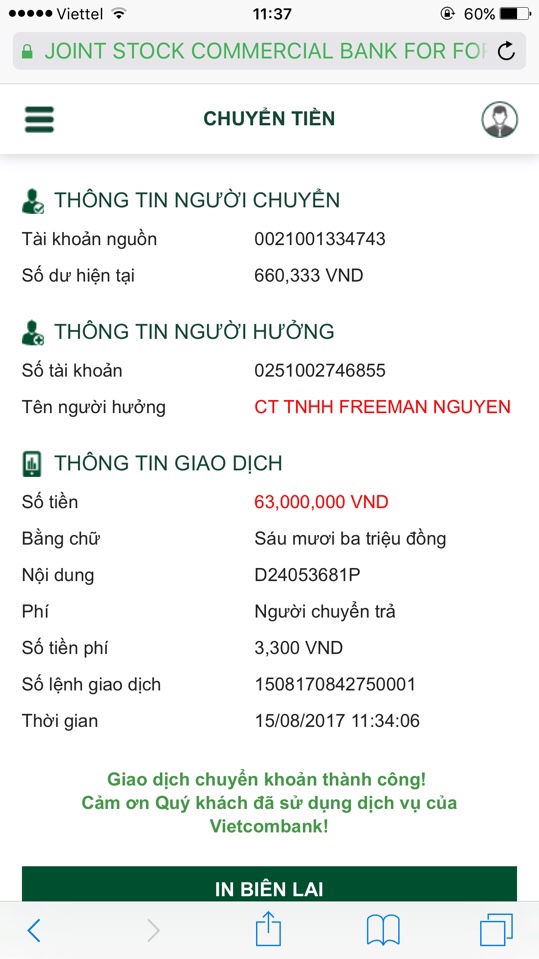 Viettel 11:37 60%
JOINT STOCK COMMERCIAL BANK FOR FOR
CHUYỂN TIỀN
THÔNG TIN NGƯỜI CHUYỂN
Tài khoản nguồn 0021001334743
Số dư hiện tại 660,333 VND
THÔNG TIN NGƯỜI HƯỞNG
Số tài khoản 0251002746855
Tên người hưởng CT TNHH FREEMAN NGUYEN
THÔNG TIN GIAO DỊCH
Số tiền 63,000,000 VND
Bằng chữ Sáu mươi ba triệu đồng
Nội dung D24053681P
Phí Người chuyển trả
Số tiền phí 3,300 VND
Số lệnh giao dịch 1508170842750001
Thời gian 15/08/2017 11:34:06
Giao dịch chuyển khoản thành công!
Cảm ơn Quý khách đã sử dụng dịch vụ của
Vietcombank!
IN BIÊN LAI